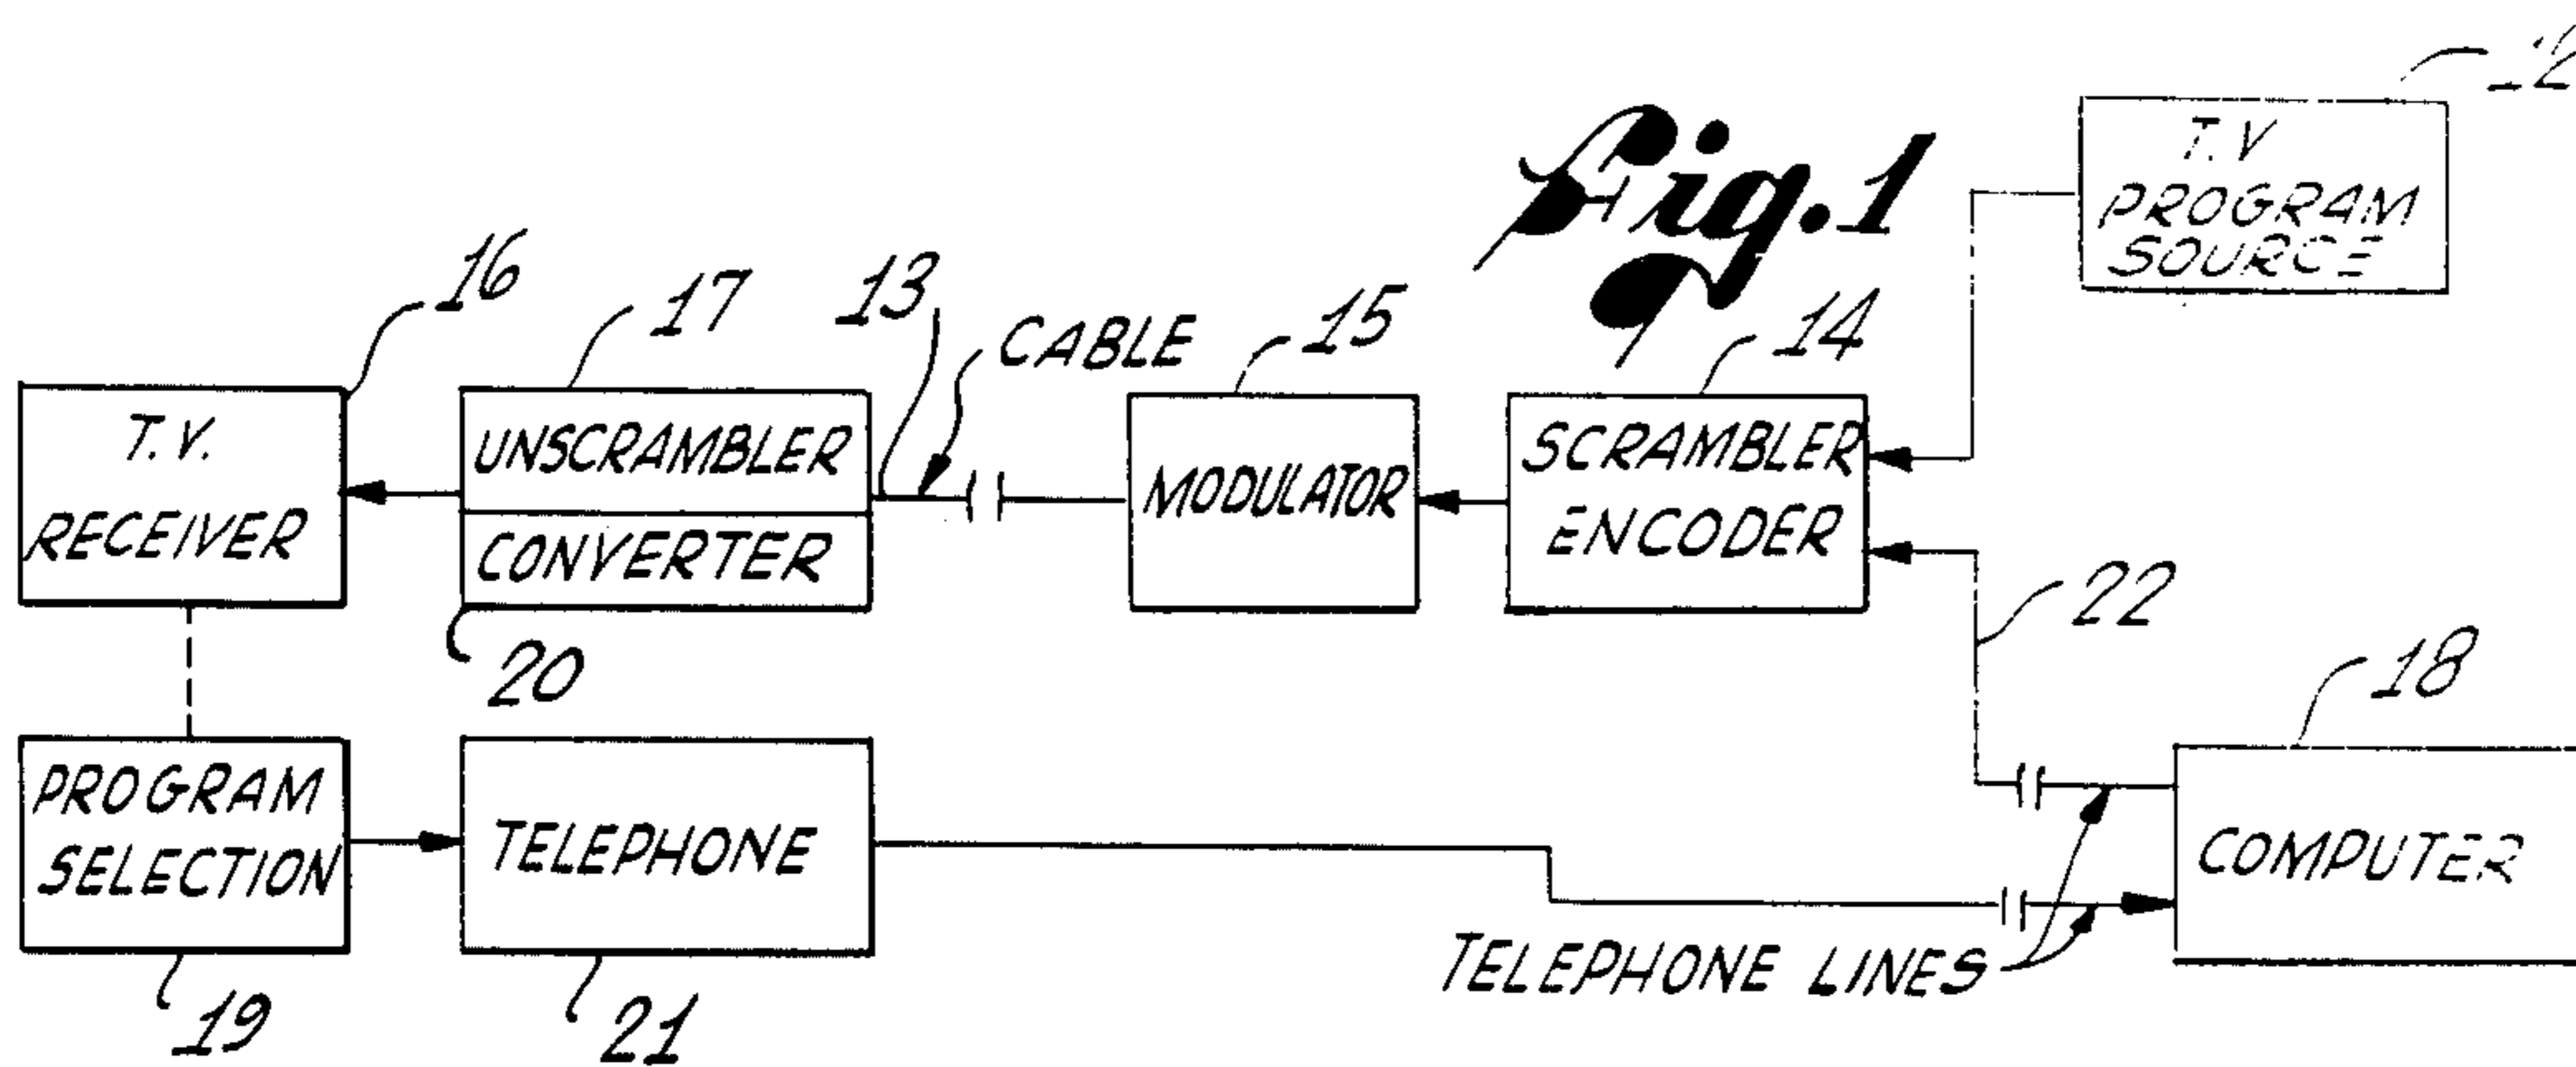 Fig.1
12
T.V
PROGRAM
SOURCE
16
T.V.
RECEIVER
17
UNSCRAMBLER
CONVERTER
20
13
CABLE
15
MODULATOR
14
SCRAMBLER
ENCODER
22
18
COMPUTER
PROGRAM
SELECTION
19
TELEPHONE
21
TELEPHONE LINES